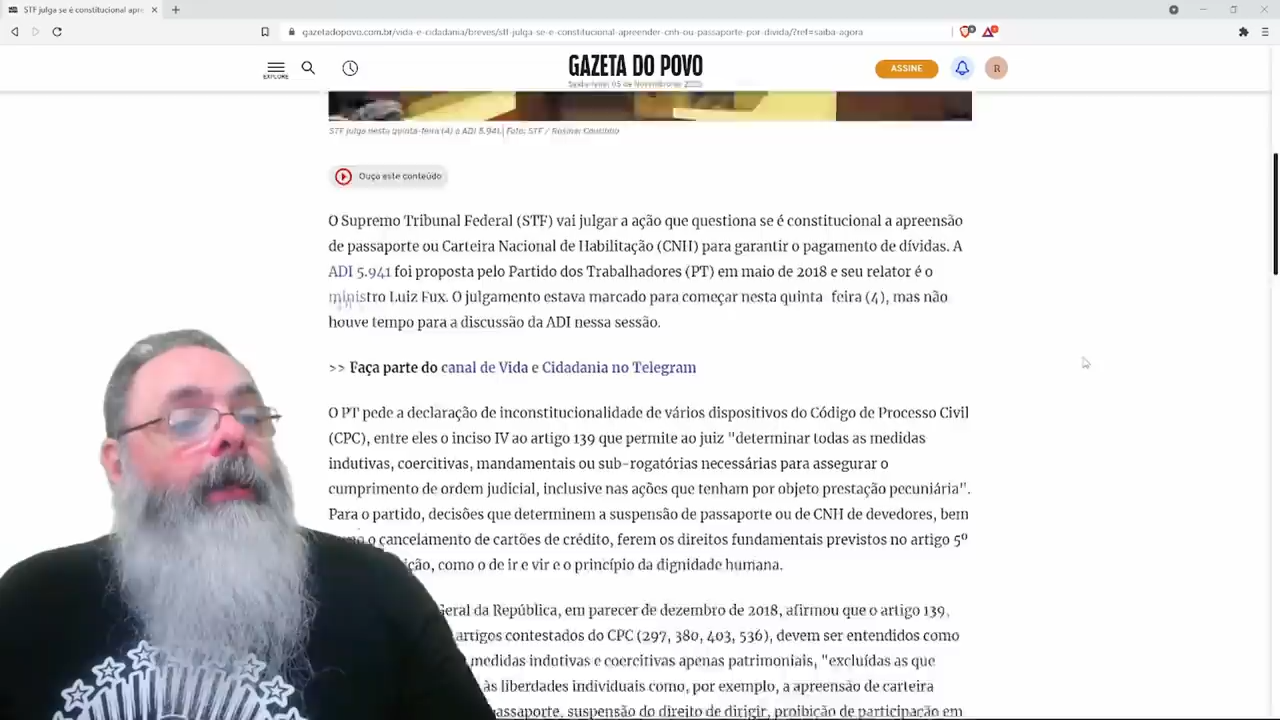 STF julga se é constitucional apre
gazetadopovo.com.br/vida-e-cidadania/breves/stf-julga-se-e-constitucional-apreender-cnh-ou-passaporte-por-divida/?ref=saiba-agora
EXPLORE
GAZETA DO POVO
ASSINE
R
Sexta-feira, 05 de Novembro de
STF julga nesta quinta-feira (4) a ADI 5.941. Foto: STF / Rosinei Coutinho
Ouça este conteúdo
O Supremo Tribunal Federal (STF) vai julgar a ação que questiona se é constitucional a apreensão
de passaporte ou Carteira Nacional de Habilitação (CNH) para garantir o pagamento de dívidas. A
ADI 5.941 foi proposta pelo Partido dos Trabalhadores (PT) em maio de 2018 e seu relator é o
ministro Luiz Fux. O julgamento estava marcado para começar nesta quinta feira (4), mas não
houve tempo para a discussão da ADI nessa sessão.
>> Faça parte do canal de Vida e Cidadania no Telegram
O PT pede a declaração de inconstitucionalidade de vários dispositivos do Código de Processo Civil
(CPC), entre eles o inciso IV ao artigo 139 que permite ao juiz "determinar todas as medidas
indutivas, coercitivas, mandamentais ou sub-rogatórias necessárias para assegurar o
cumprimento de ordem judicial, inclusive nas ações que tenham por objeto prestação pecuniária".
Para o partido, decisões que determinem a suspensão de passaporte ou de CNH de devedores, bem
o cancelamento de cartões de crédito, ferem os direitos fundamentais previstos no artigo 5º
ição, como o de ir e vir e o princípio da dignidade humana.
Geral da República, em parecer de dezembro de 2018, afirmou que o artigo 139,
artigos contestados do CPC (297, 380, 403, 536), devem ser entendidos como
medidas indutivas e coercitivas apenas patrimoniais, "excluídas as que
às liberdades individuais como, por exemplo, a apreensão de carteira
passaporte, suspensão do direito de dirigir, proibição de participação em